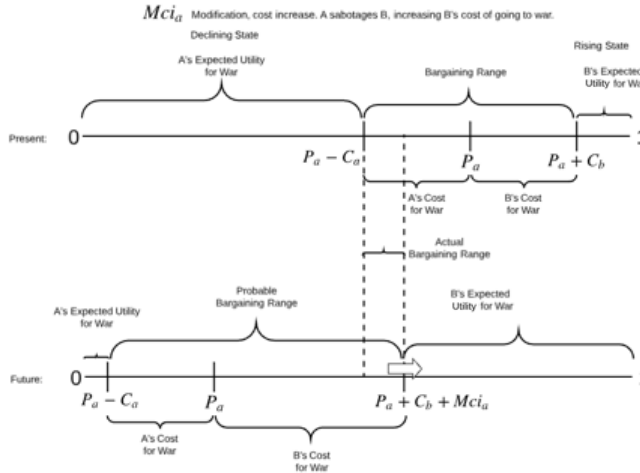 Mci_a Modification, cost increase. A sabotages B, increasing B's cost of going to war.
Declining State
Rising State
A's Expected Utility
for War
Bargaining Range
B's Expected
Utility for Wa
Present:
0
P_a − C_a
P_a
P_a + C_b
A's Cost
for War
B's Cost
for War
Actual
Bargaining Range
Probable
Bargaining Range
B's Expected
Utility for War
A's Expected Utility
for War
Future:
0
P_a − C_a
P_a
P_a + C_b + Mci_a
A's Cost
for War
B's Cost
for War